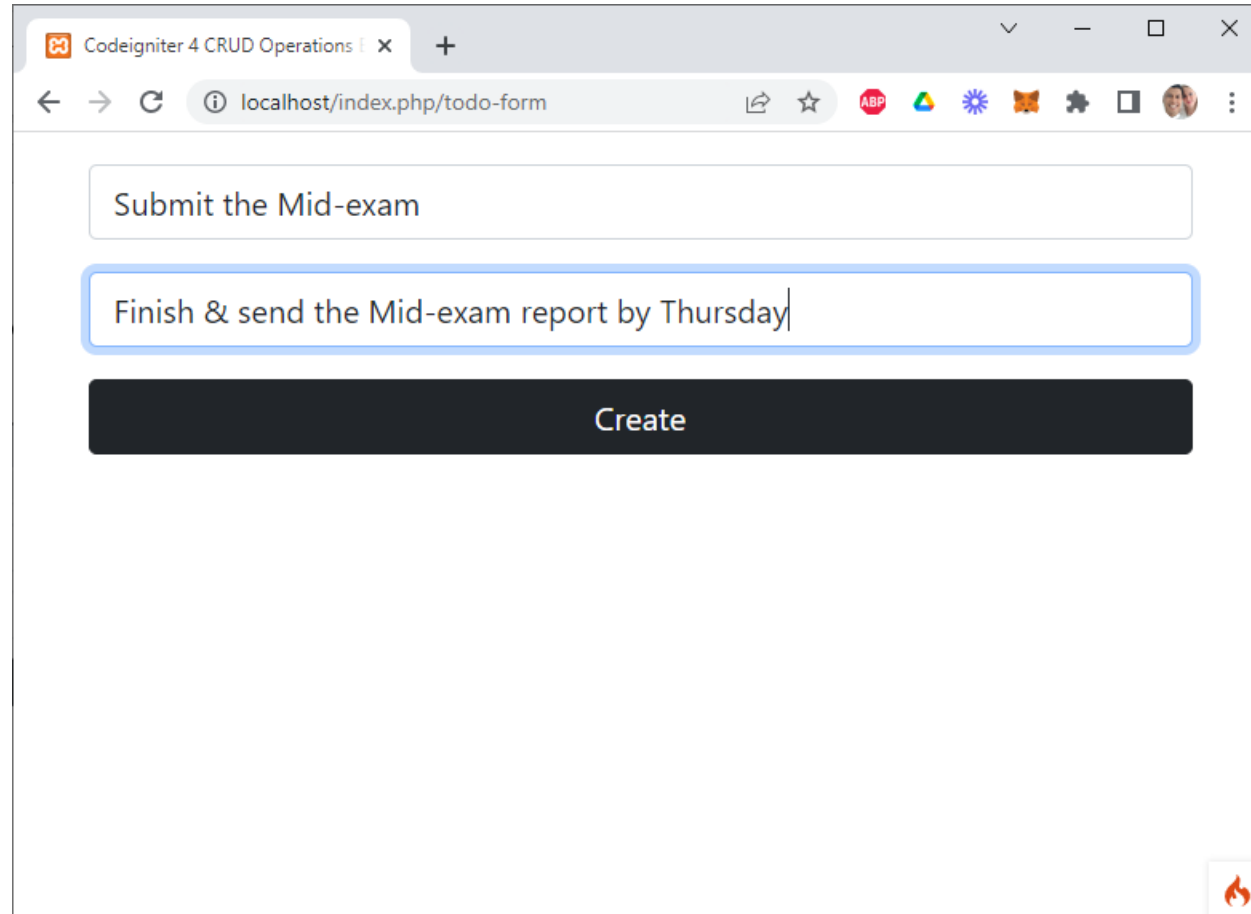 Codeigniter 4 CRUD Operations
localhost/index.php/todo-form
ABP
Submit the Mid-exam
Finish & send the Mid-exam report by Thursday
Create